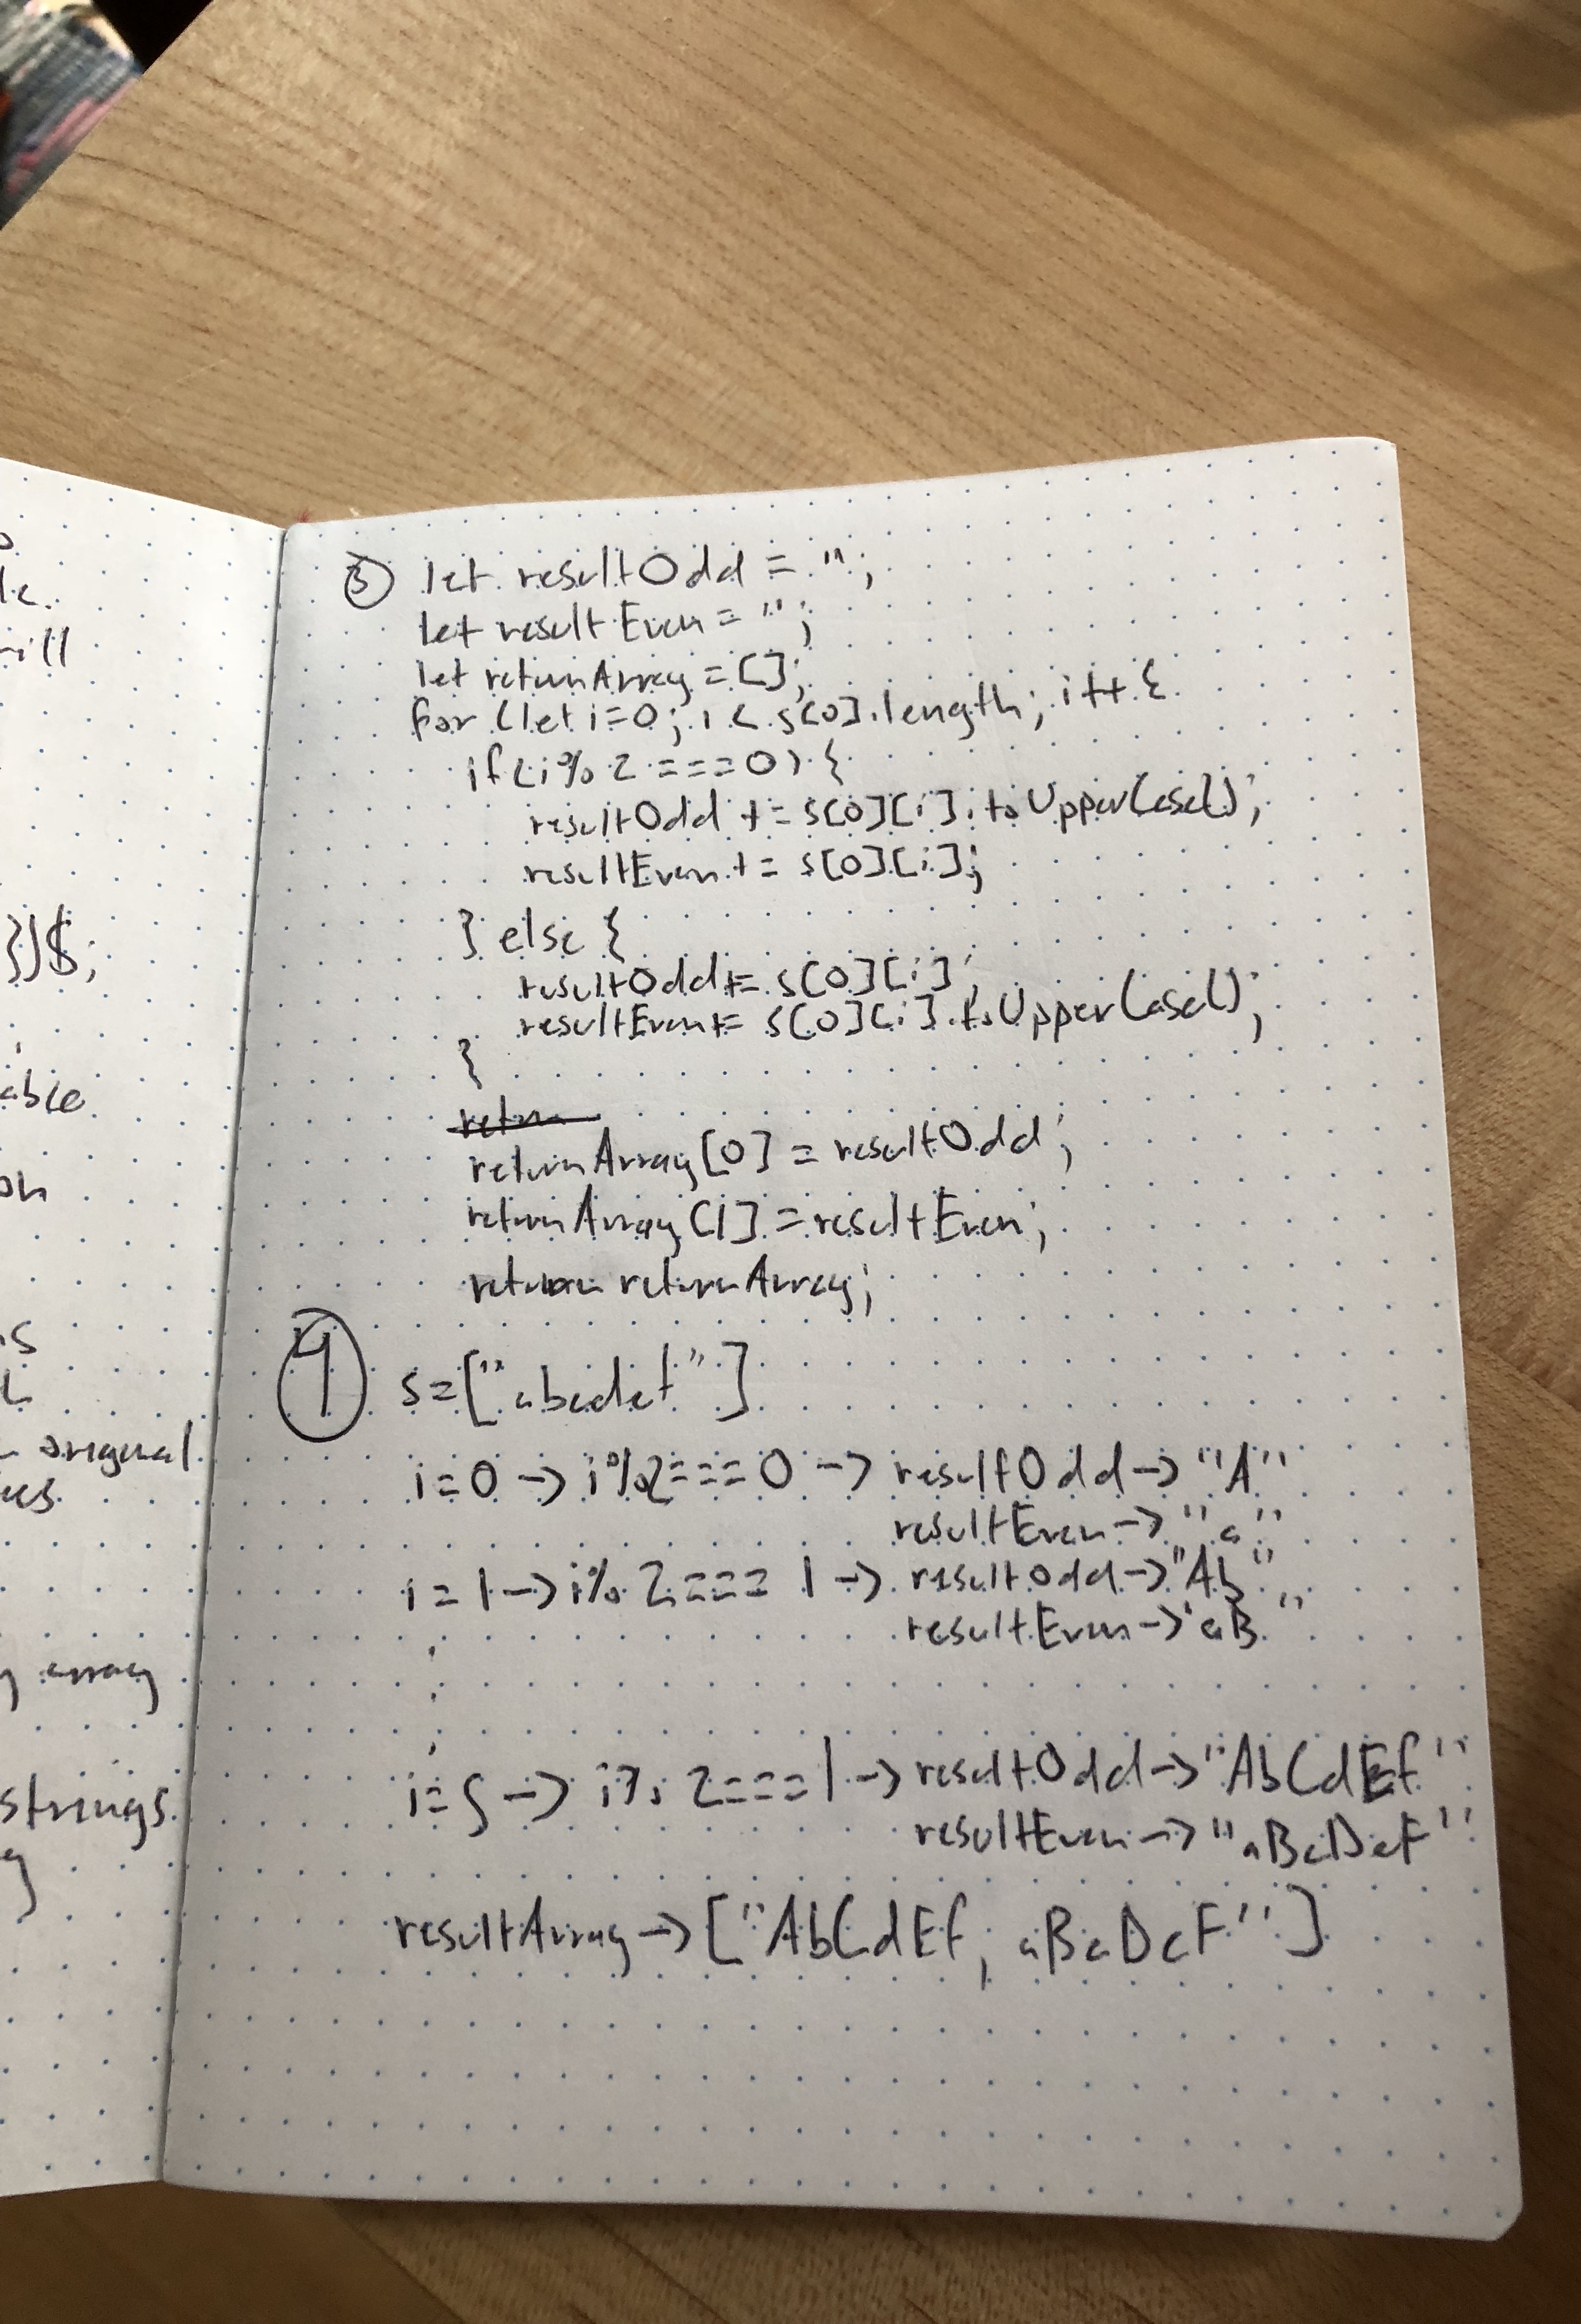 le.
rill
})$;
able
on
original
array
strings
③ let resultOdd = '';
let resultEven = '';
let returnArray = [];
for (let i=0; i < s[0].length; i++ {
if (i % 2 === 0) {
resultOdd += s[0][i].toUpperCase();
resultEven += s[0][i];
} else {
resultOdd += s[0][i];
resultEven += s[0][i].toUpperCase();
}
returnArray[0] = resultOdd;
returnArray[1] = resultEven;
return returnArray;
④ s=["abcdef"]
i=0 -> i%2===0 -> resultOdd -> "A"
resultEven -> "a"
i=1 -> i%2 === 1 -> resultOdd -> "Ab"
resultEven -> "aB"
i=5 -> i%2===1 -> resultOdd -> "AbCdEf"
resultEven -> "aBcDeF"
resultArray -> ["AbCdEf, aBcDeF"]